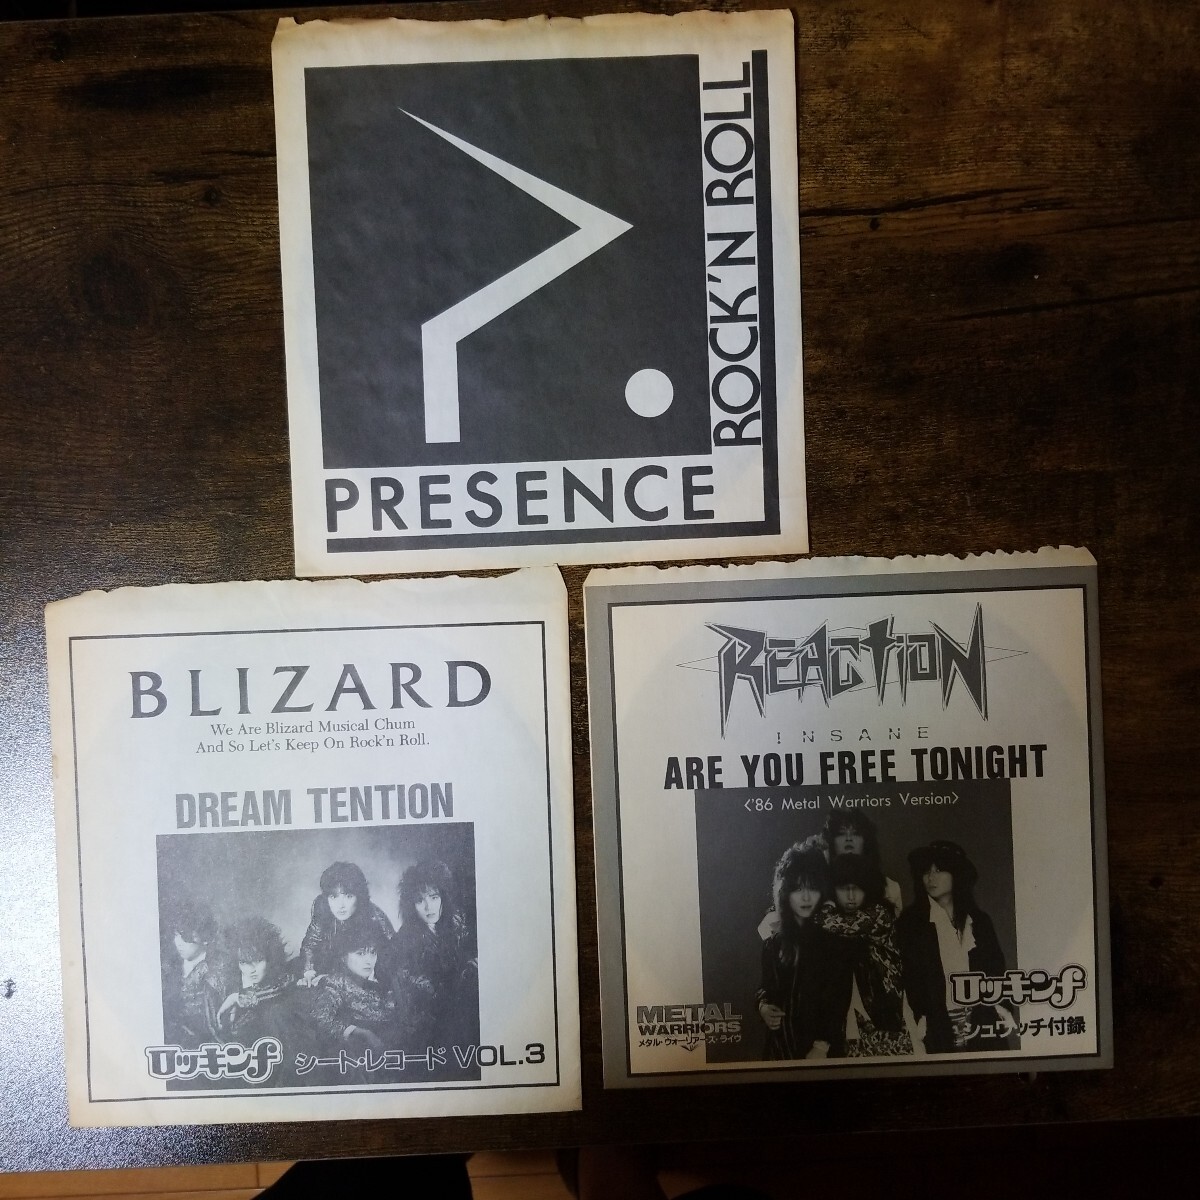 ROCK'N ROLL
PRESENCE
BLIZARD
We Are Blizard Musical Chum
And So Let's Keep On Rock'n Roll.
DREAM TENTION
ロッキンf シート・レコード VOL.3
REACTION
INSANE
ARE YOU FREE TONIGHT
〈'86 Metal Warriors Version〉
ロッキンf
METAL
WARRIORS
メタル・ウォーリアーズ・ライヴ
シュウッチ付録